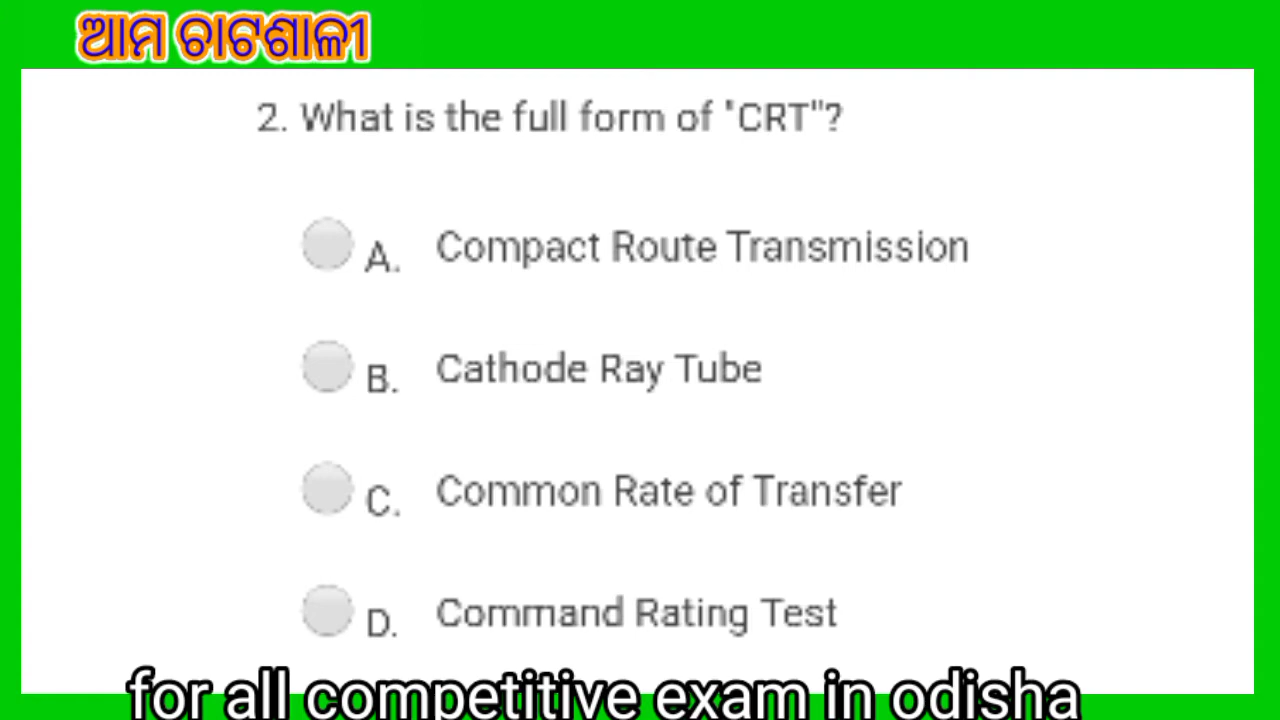 ଆମ ଚାଟଶାଳୀ
2. What is the full form of "CRT"?
A. Compact Route Transmission
B. Cathode Ray Tube
C. Common Rate of Transfer
D. Command Rating Test
for all competitive exam in odisha